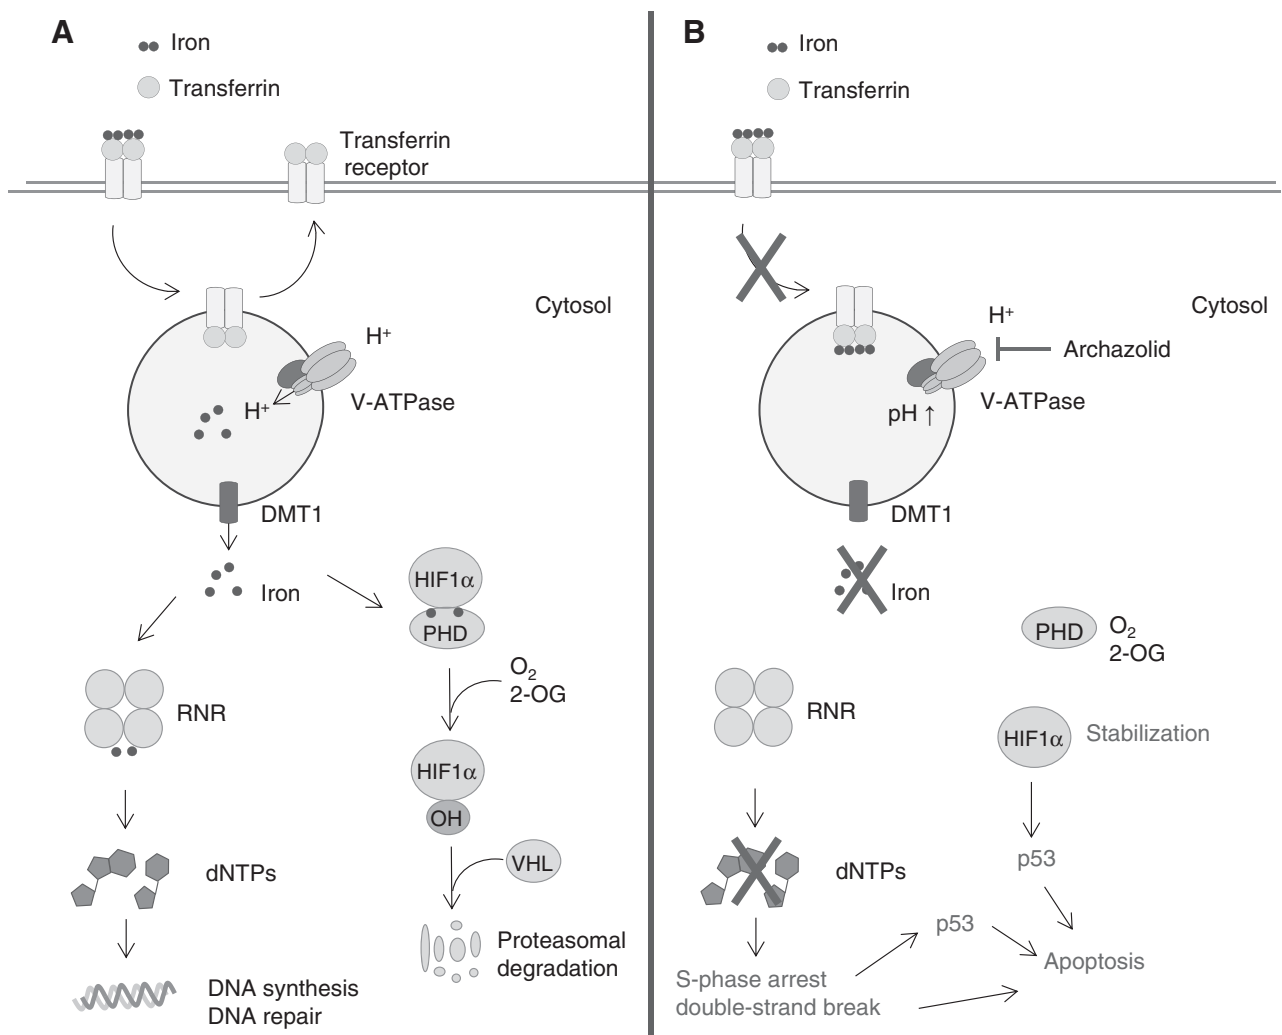 A
Iron
Transferrin
Transferrin
receptor
Cytosol
H+
H+
V-ATPase
DMT1
Iron
HIF1α
PHD
O2
2-OG
RNR
HIF1α
OH
VHL
dNTPs
Proteasomal
degradation
DNA synthesis
DNA repair
B
Iron
Transferrin
Cytosol
H+
Archazolid
V-ATPase
pH ↑
DMT1
Iron
PHD
O2
2-OG
RNR
HIF1α
Stabilization
p53
dNTPs
p53
Apoptosis
S-phase arrest
double-strand break